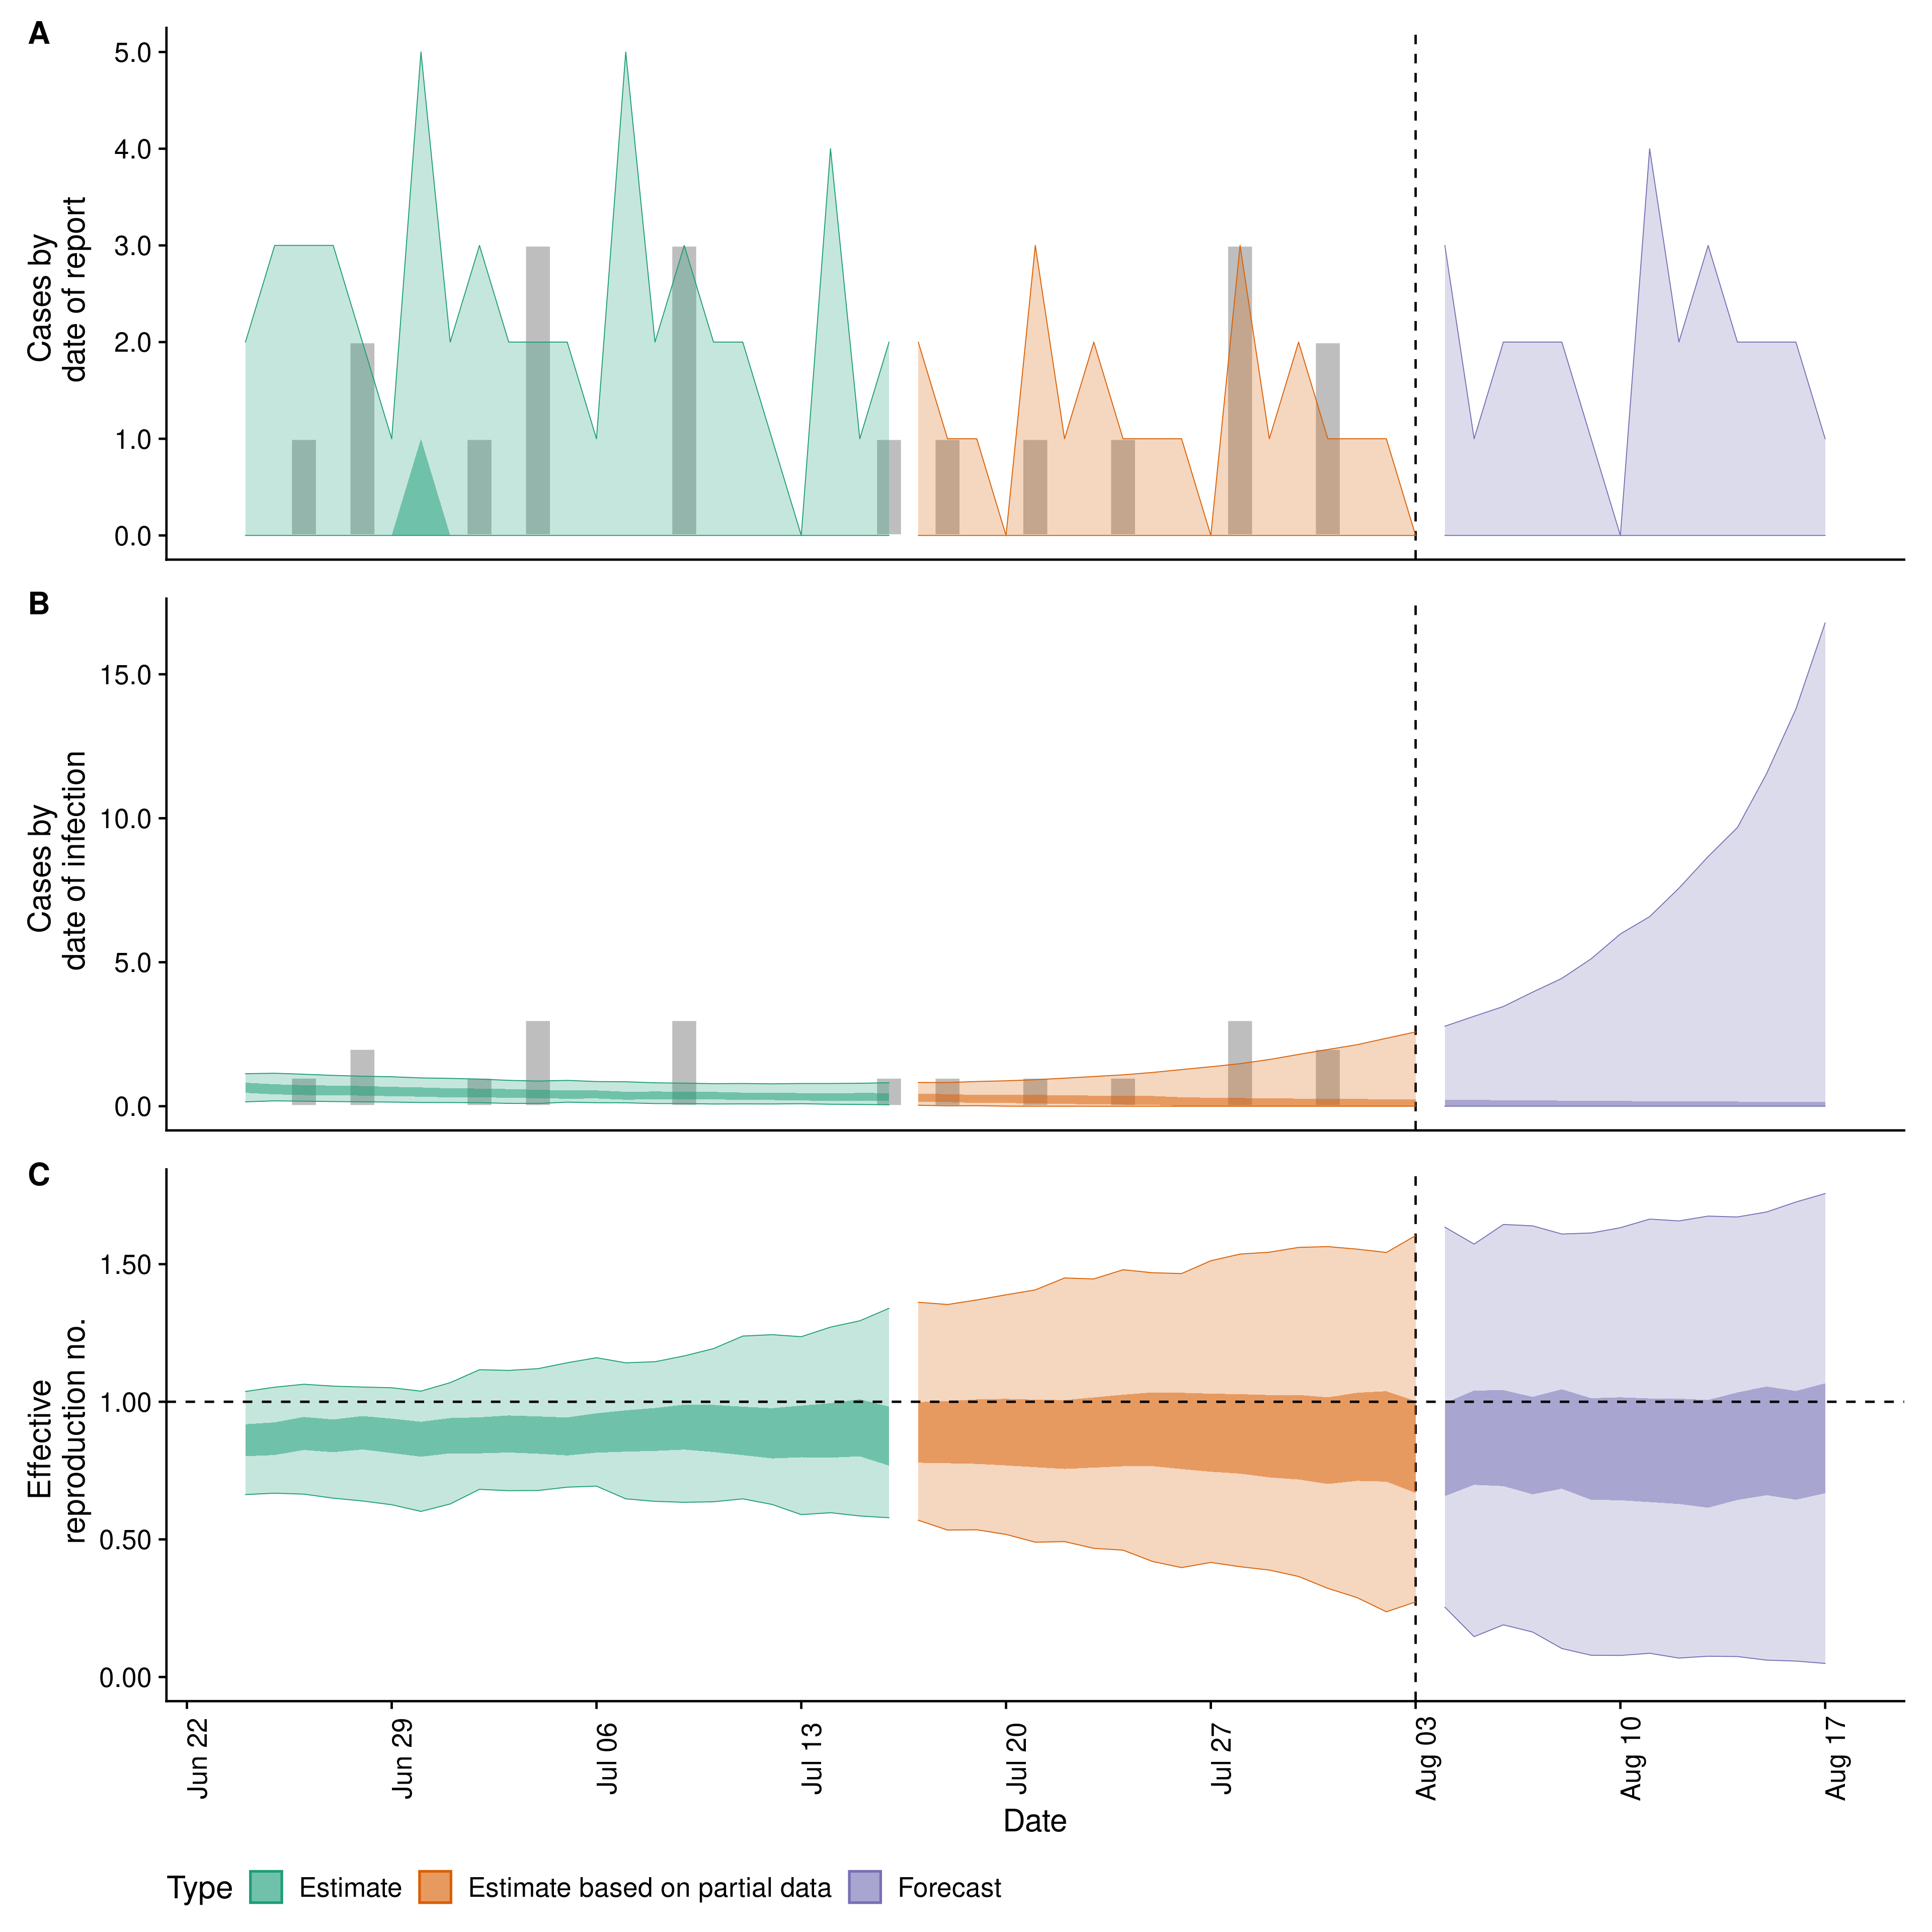 A
5.0
4.0
3.0
2.0
1.0
0.0
Cases by
date of report
B
15.0
10.0
5.0
0.0
Cases by
date of infection
C
1.50
1.00
0.50
0.00
Effective
reproduction no.
Jun 22
Jun 29
Jul 06
Jul 13
Jul 20
Jul 27
Aug 03
Aug 10
Aug 17
Date
Type Estimate Estimate based on partial data Forecast